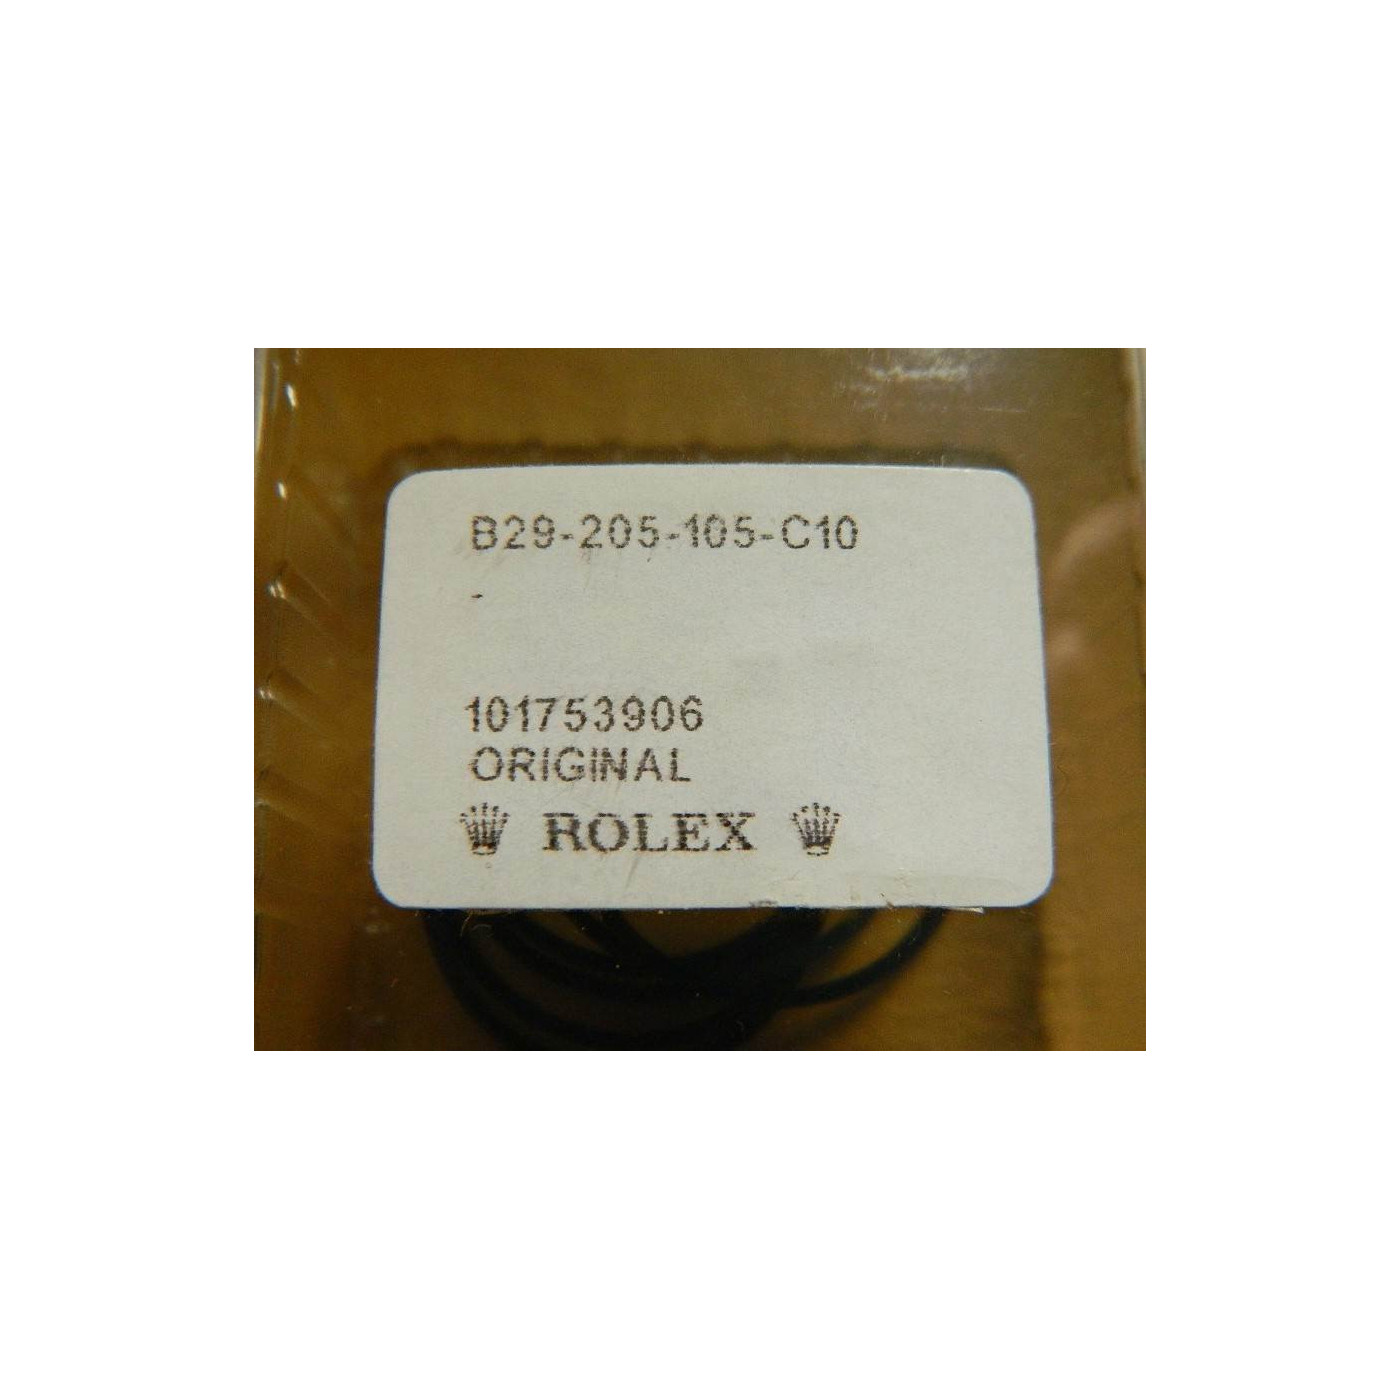 B29-205-105-C10
-
101753906
ORIGINAL
ROLEX